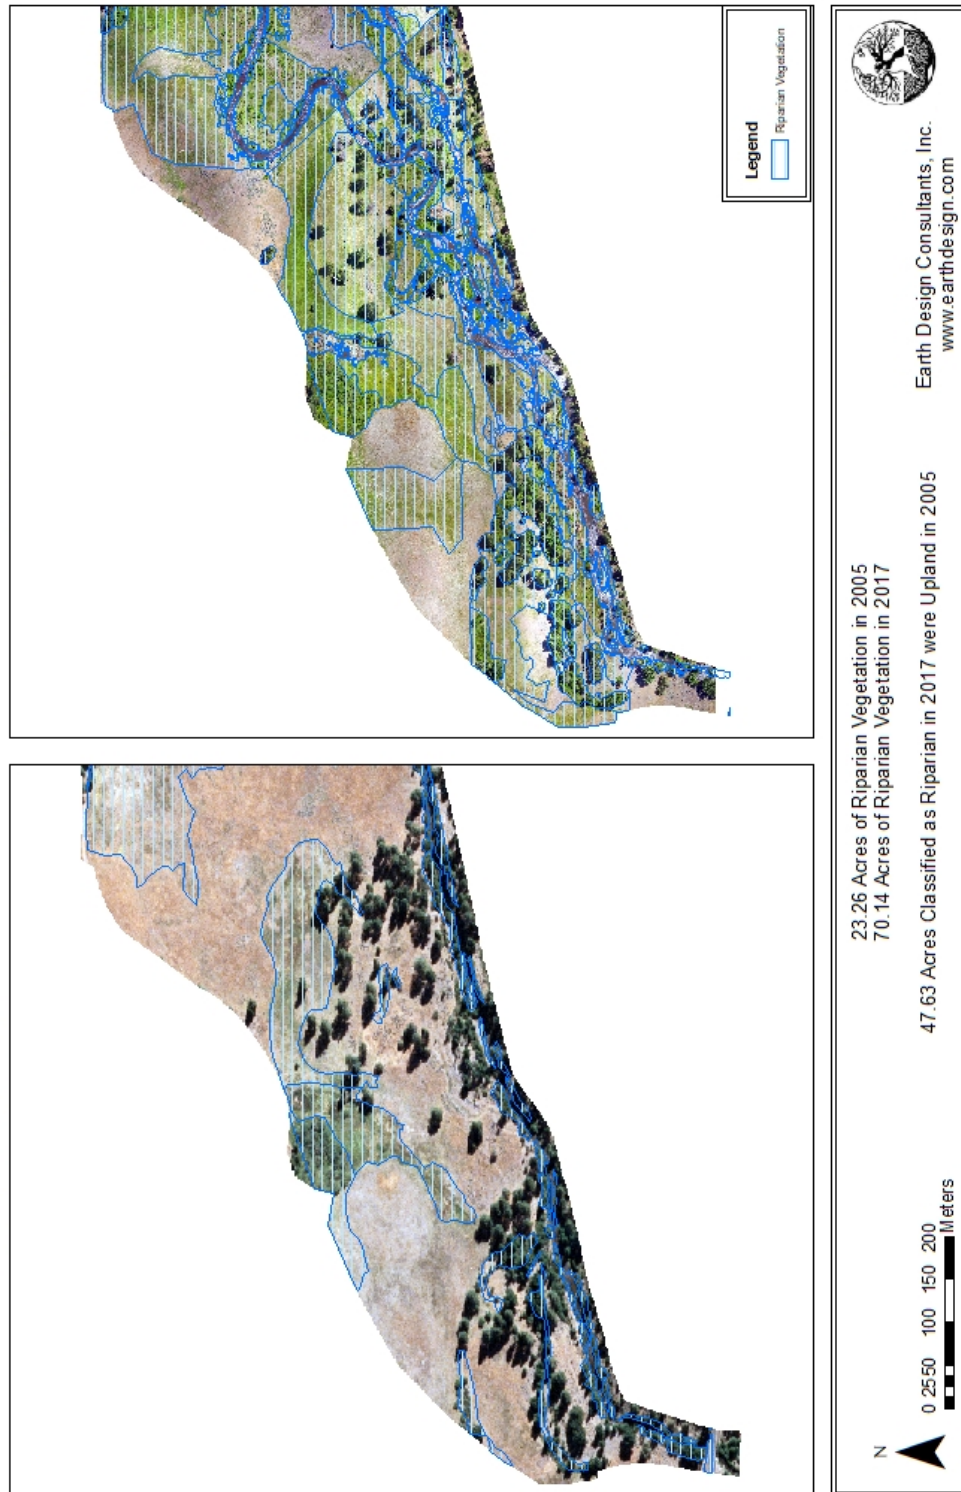 Legend
Riparian Vegetation
23.26 Acres of Riparian Vegetation in 2005
70.14 Acres of Riparian Vegetation in 2017
47.63 Acres Classified as Riparian in 2017 were Upland in 2005
N
0 25 50 100 150 200
Meters
Earth Design Consultants, Inc.
www.earthdesign.com